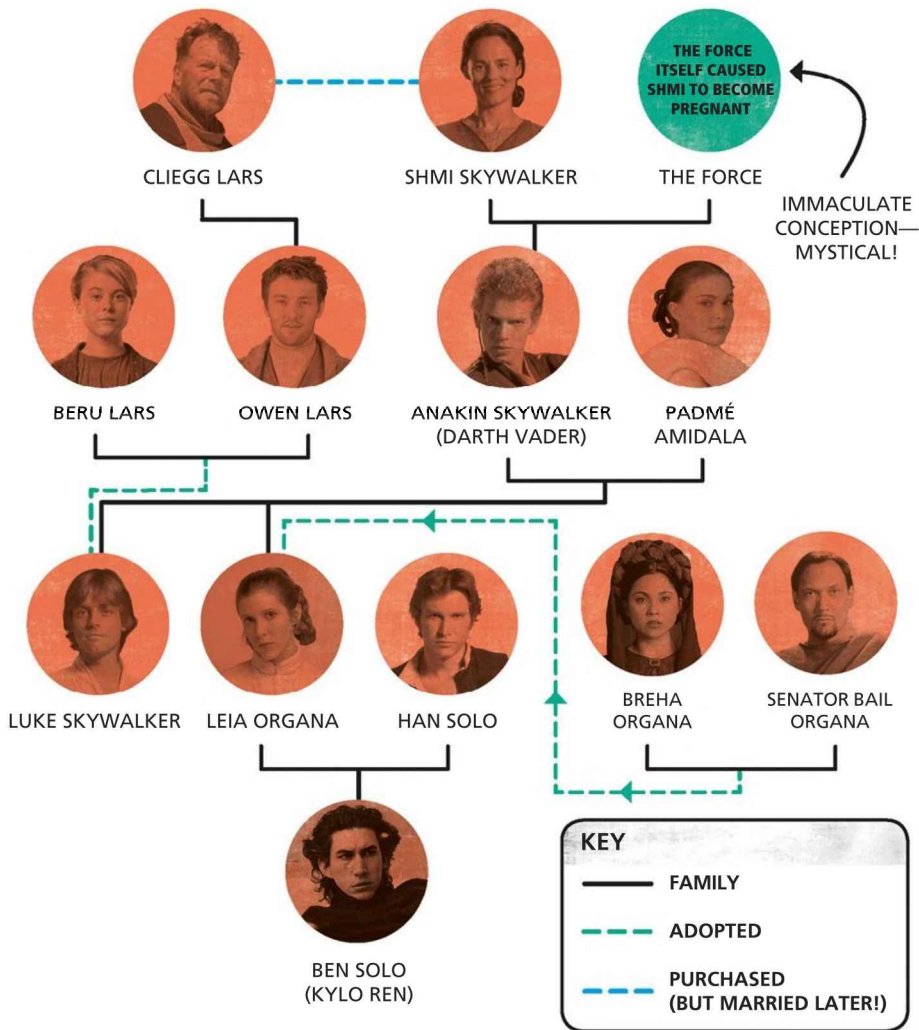 THE FORCE
ITSELF CAUSED
SHMI TO BECOME
PREGNANT
CLIEGG LARS
SHMI SKYWALKER
THE FORCE
IMMACULATE
CONCEPTION—
MYSTICAL!
BERU LARS
OWEN LARS
ANAKIN SKYWALKER
(DARTH VADER)
PADMÉ
AMIDALA
LUKE SKYWALKER
LEIA ORGANA
HAN SOLO
BREHA
ORGANA
SENATOR BAIL
ORGANA
BEN SOLO
(KYLO REN)
KEY
FAMILY
ADOPTED
PURCHASED
(BUT MARRIED LATER!)